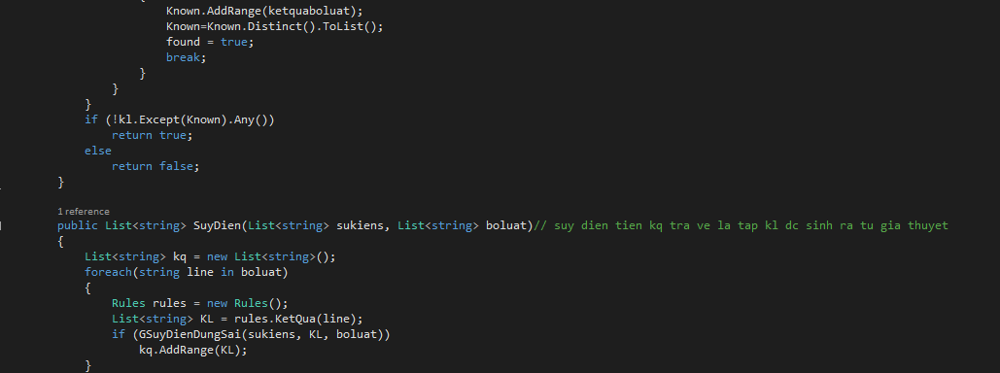 {
Known.AddRange(ketquaboluat);
Known=Known.Distinct().ToList();
found = true;
break;
}
}
}
if (!kl.Except(Known).Any())
return true;
else
return false;
}
1 reference
public List<string> SuyDien(List<string> sukiens, List<string> boluat)// suy dien tien kq tra ve la tap kl dc sinh ra tu gia thuyet
{
List<string> kq = new List<string>();
foreach(string line in boluat)
{
Rules rules = new Rules();
List<string> KL = rules.KetQua(line);
if (GSuyDienDungSai(sukiens, KL, boluat))
kq.AddRange(KL);
}